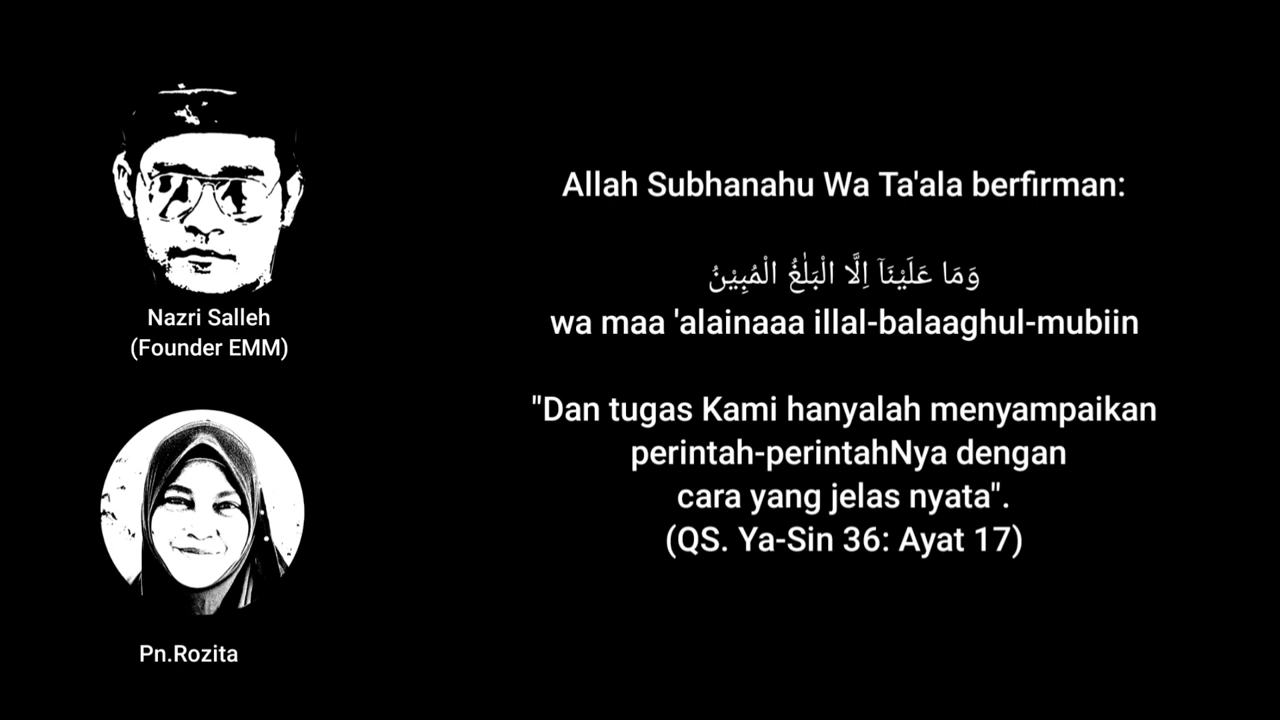 Nazri Salleh
(Founder EMM)
Pn.Rozita
Allah Subhanahu Wa Ta'ala berfirman:
وَمَا عَلَيْنَآ اِلَّا الْبَلٰغُ الْمُبِيْنُ
wa maa 'alainaaa illal-balaaghul-mubiin
"Dan tugas Kami hanyalah menyampaikan
perintah-perintahNya dengan
cara yang jelas nyata".
(QS. Ya-Sin 36: Ayat 17)